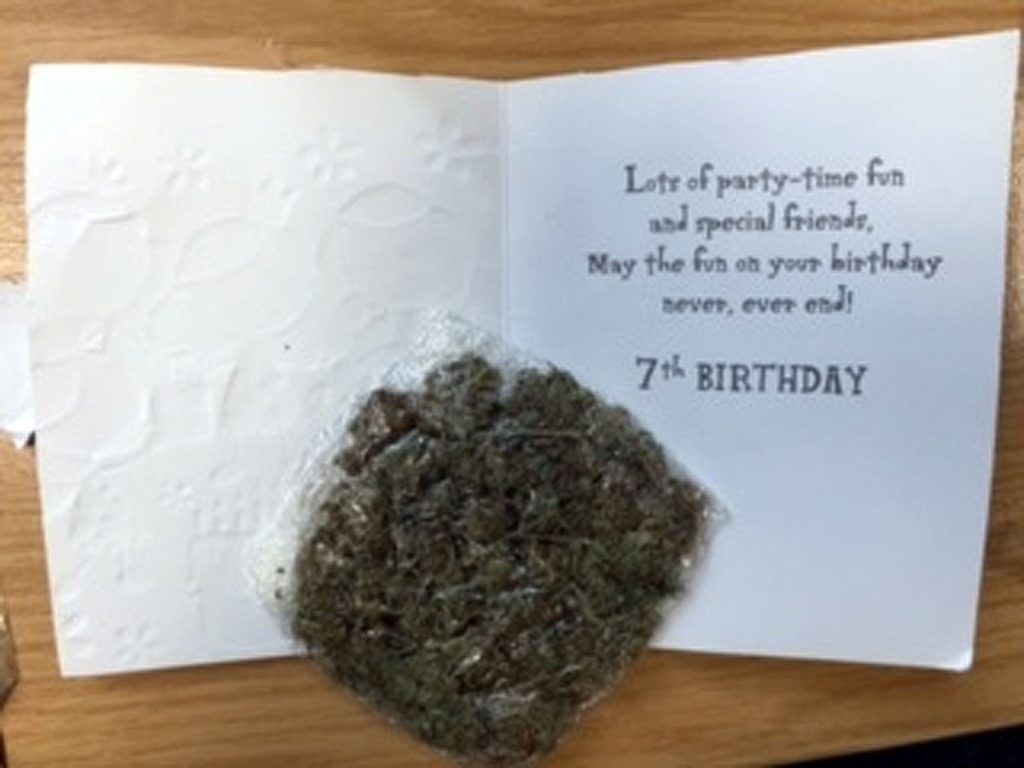 Lots of party-time fun
and special friends,
May the fun on your birthday
never, ever end!
7th BIRTHDAY